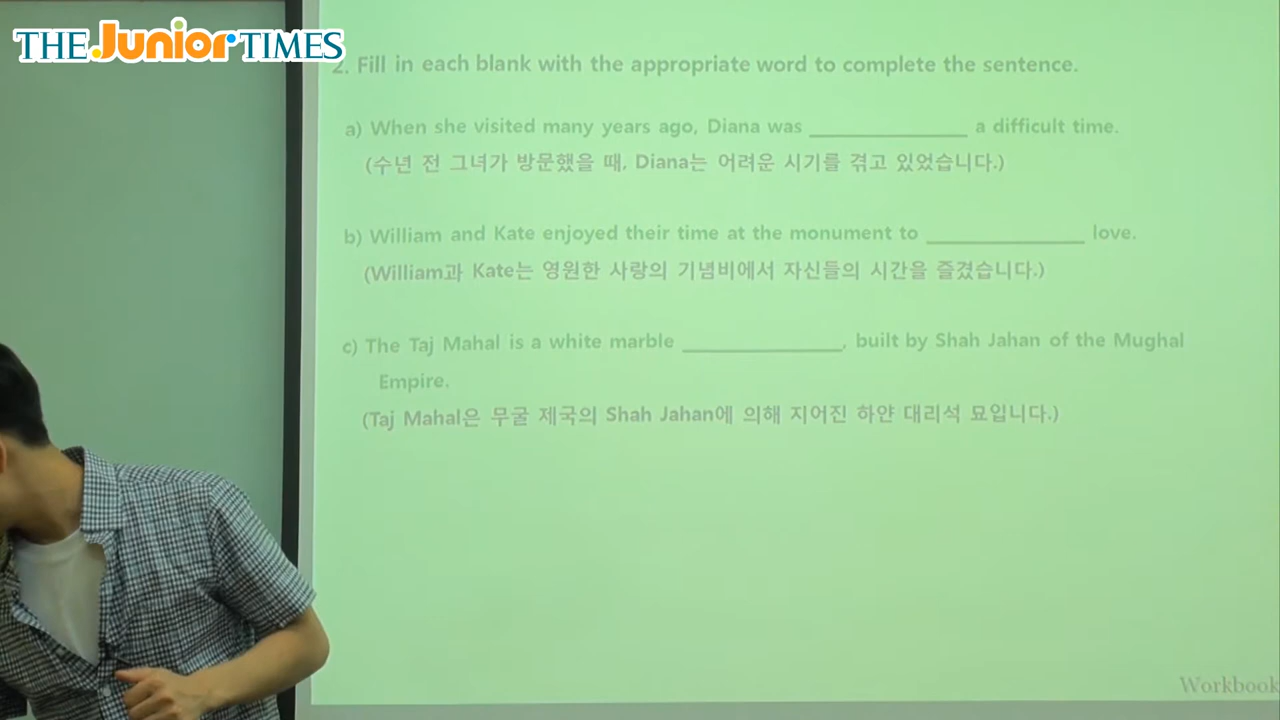 THE Junior TIMES
2. Fill in each blank with the appropriate word to complete the sentence.
a) When she visited many years ago, Diana was _______________ a difficult time.
(수년 전 그녀가 방문했을 때, Diana는 어려운 시기를 겪고 있었습니다.)
b) William and Kate enjoyed their time at the monument to _______________ love.
(William과 Kate는 영원한 사랑의 기념비에서 자신들의 시간을 즐겼습니다.)
c) The Taj Mahal is a white marble _______________, built by Shah Jahan of the Mughal
Empire.
(Taj Mahal은 무굴 제국의 Shah Jahan에 의해 지어진 하얀 대리석 묘입니다.)
Workbook